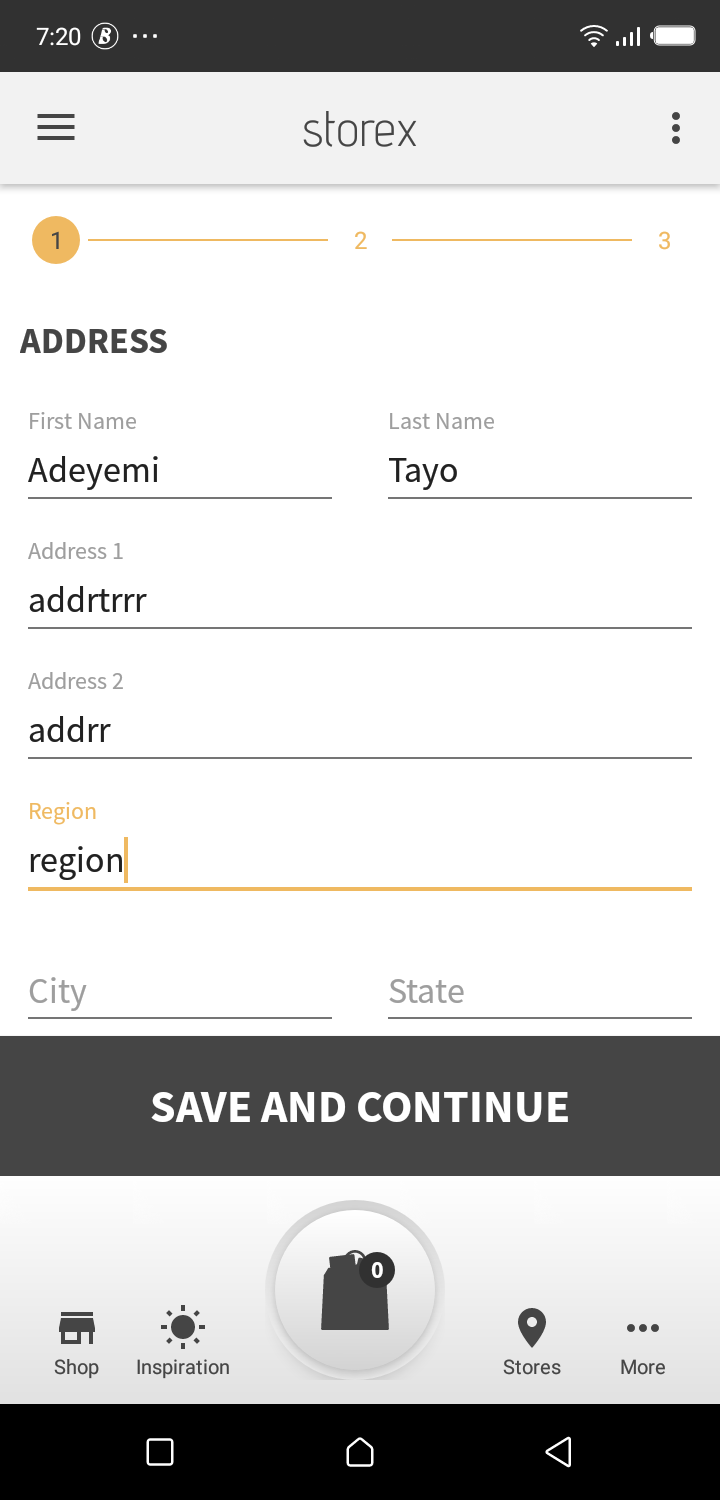 7:20
storex
1 2 3
ADDRESS
First Name Last Name
Adeyemi Tayo
Address 1
addrtrrr
Address 2
addrr
Region
region
City State
SAVE AND CONTINUE
0
Shop Inspiration Stores More